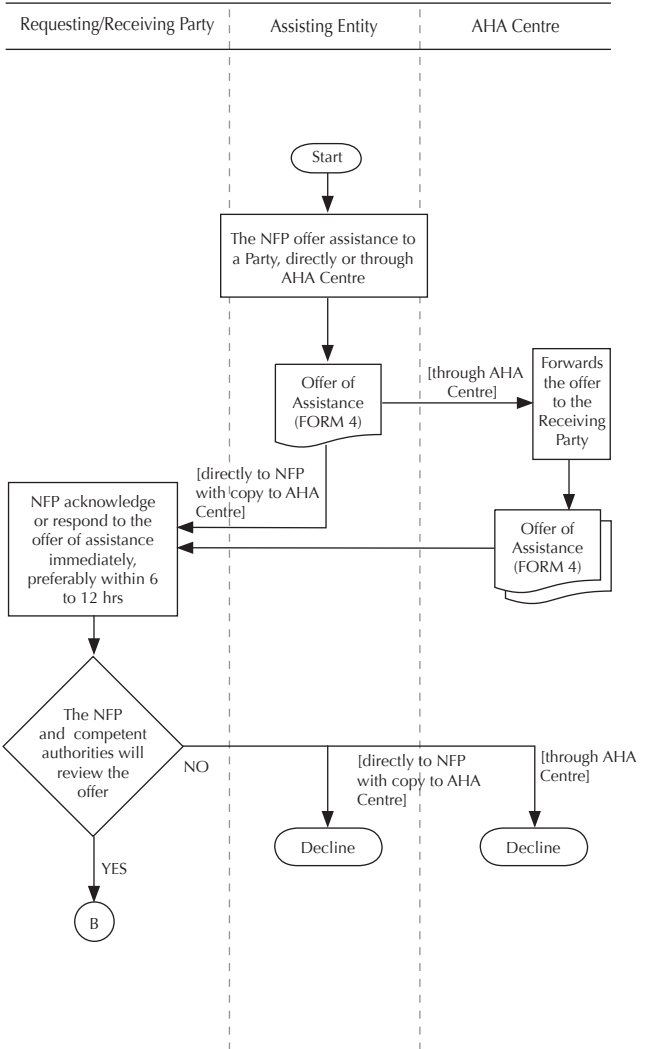 Requesting/Receiving Party
Assisting Entity
AHA Centre
Start
The NFP offer assistance to
a Party, directly or through
AHA Centre
Offer of
Assistance
(FORM 4)
[through AHA
Centre]
Forwards
the offer
to the
Receiving
Party
[directly to NFP
with copy to AHA
Centre]
NFP acknowledge
or respond to the
offer of assistance
immediately,
preferably within 6
to 12 hrs
Offer of
Assistance
(FORM 4)
The NFP
and competent
authorities will
review the
offer
NO
[directly to NFP
with copy to AHA
Centre]
[through AHA
Centre]
Decline
Decline
YES
B